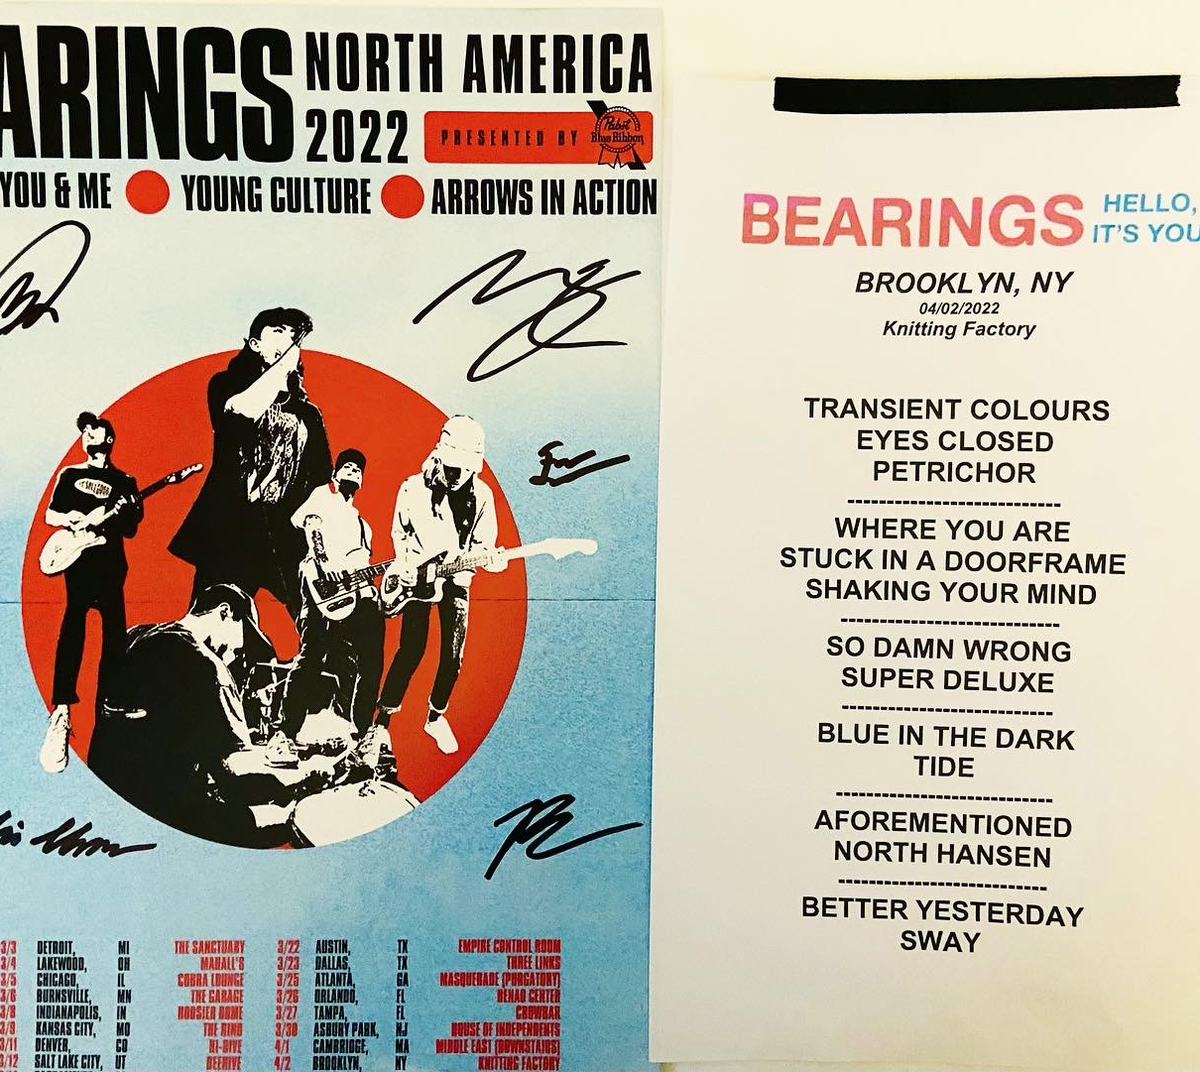 ARINGS
NORTH AMERICA
2022
PRESENTED BY
Pabst
Blue Ribbon
YOU & ME
YOUNG CULTURE
ARROWS IN ACTION
3/3 DETROIT, MI THE SANCTUARY
3/4 LAKEWOOD, OH MAHALL'S
3/5 CHICAGO, IL COBRA LOUNGE
3/6 BURNSVILLE, MN THE GARAGE
3/8 INDIANAPOLIS, IN HOOSIER DOME
3/9 KANSAS CITY, MO THE RINO
3/11 DENVER, CO HI-DIVE
3/12 SALT LAKE CITY, UT BEEHIVE
3/22 AUSTIN, TX EMPIRE CONTROL ROOM
3/23 DALLAS, TX THREE LINKS
3/25 ATLANTA, GA MASQUERADE (PURGATORY)
3/26 ORLANDO, FL HENAO CENTER
3/27 TAMPA, FL CROWBAR
3/30 ASBURY PARK, NJ HOUSE OF INDEPENDENTS
4/1 CAMBRIDGE, MA MIDDLE EAST (DOWNSTAIRS)
4/2 BROOKLYN, NY KNITTING FACTORY
BEARINGS
HELLO,
IT'S YOU
BROOKLYN, NY
04/02/2022
Knitting Factory
TRANSIENT COLOURS
EYES CLOSED
PETRICHOR
---------------------------
WHERE YOU ARE
STUCK IN A DOORFRAME
SHAKING YOUR MIND
---------------------------
SO DAMN WRONG
SUPER DELUXE
---------------------------
BLUE IN THE DARK
TIDE
---------------------------
AFOREMENTIONED
NORTH HANSEN
---------------------------
BETTER YESTERDAY
SWAY